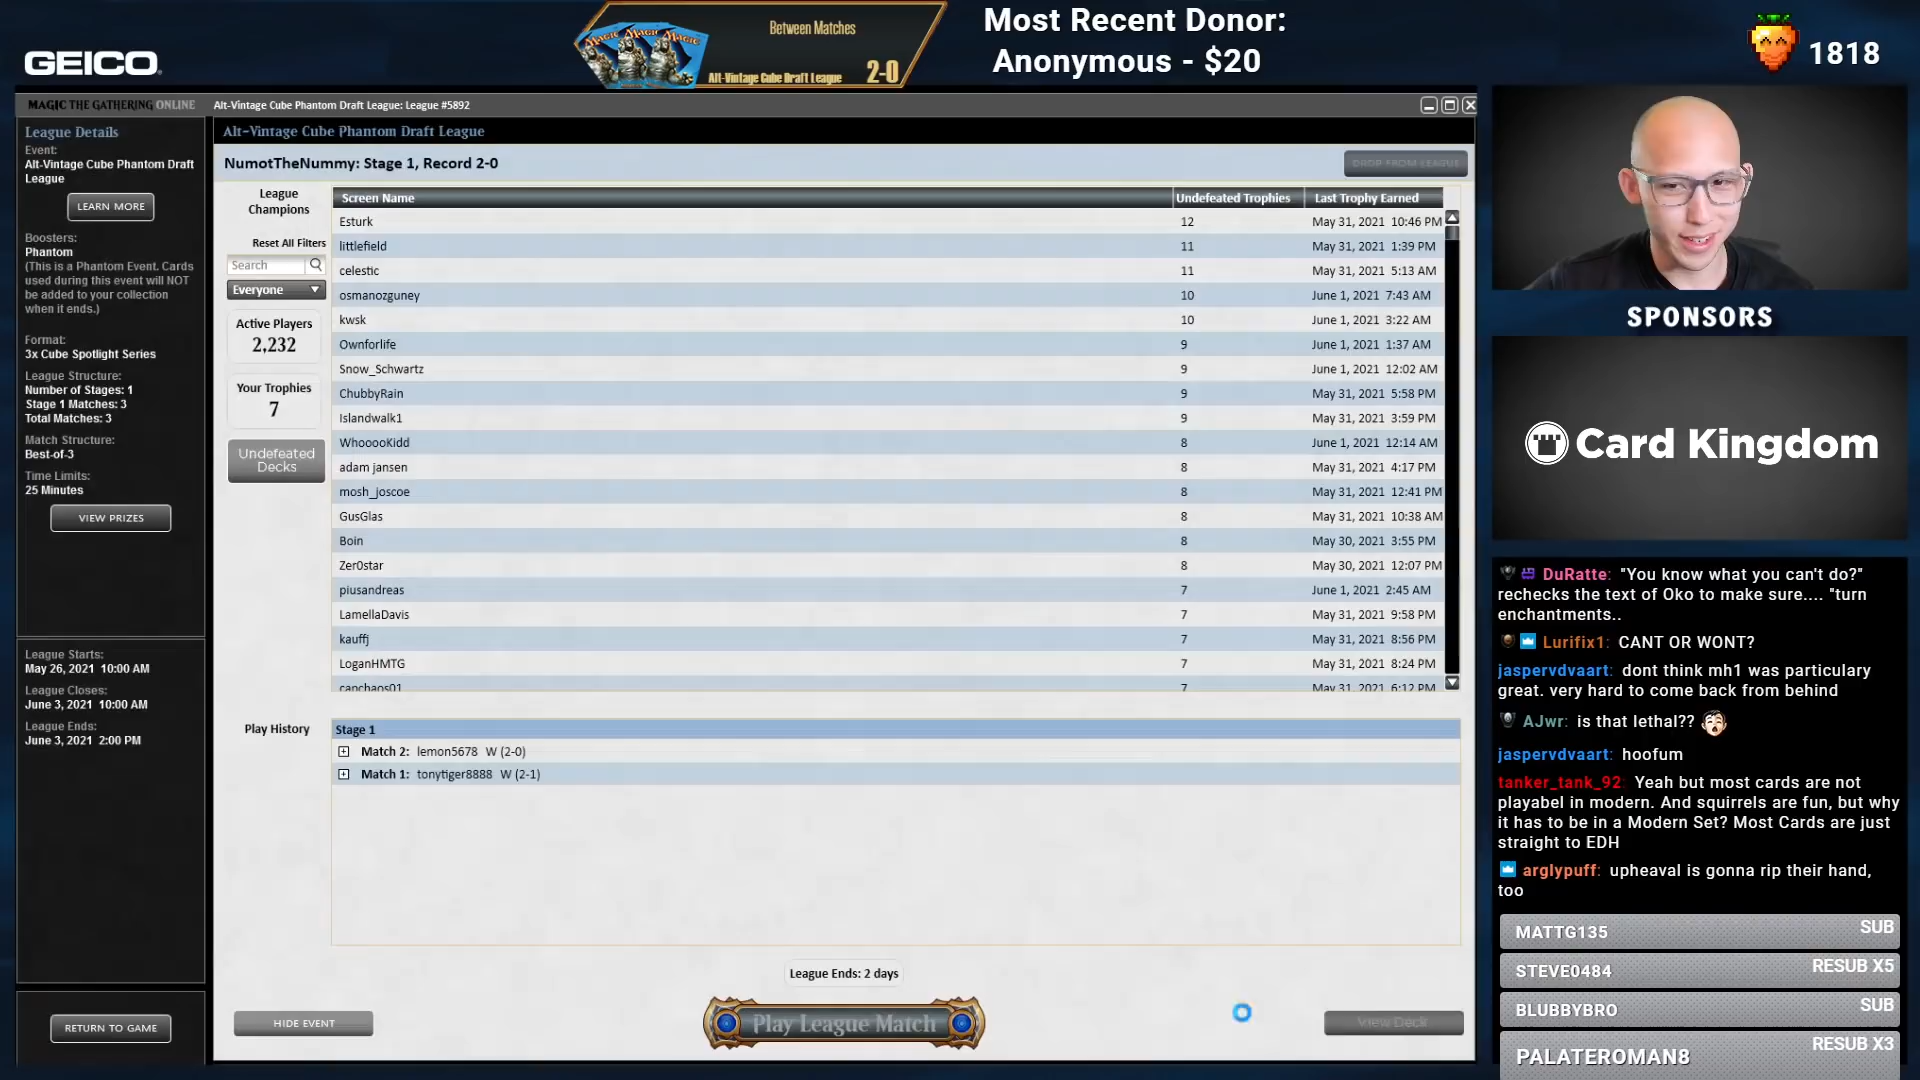 GEICO
Magic Magic Magic
Between Matches
Alt-Vintage Cube Draft League 2-0
Most Recent Donor:
Anonymous - $20
1818
MAGIC THE GATHERING ONLINE
Alt-Vintage Cube Phantom Draft League: League #5892
League Details
Event:
Alt-Vintage Cube Phantom Draft
League
LEARN MORE
Boosters:
Phantom
(This is a Phantom Event. Cards
used during this event will NOT
be added to your collection
when it ends.)
Format:
3x Cube Spotlight Series
League Structure:
Number of Stages: 1
Stage 1 Matches: 3
Total Matches: 3
Match Structure:
Best-of-3
Time Limits:
25 Minutes
VIEW PRIZES
League Starts:
May 26, 2021 10:00 AM
League Closes:
June 3, 2021 10:00 AM
League Ends:
June 3, 2021 2:00 PM
RETURN TO GAME
Alt-Vintage Cube Phantom Draft League
NumotTheNummy: Stage 1, Record 2-0
DROP FROM LEAGUE
League
Champions
Reset All Filters
Search
Everyone
Active Players
2,232
Your Trophies
7
Undefeated
Decks
Screen Name Undefeated Trophies Last Trophy Earned
Esturk 12 May 31, 2021 10:46 PM
littlefield 11 May 31, 2021 1:39 PM
celestic 11 May 31, 2021 5:13 AM
osmanozguney 10 June 1, 2021 7:43 AM
kwsk 10 June 1, 2021 3:22 AM
Ownforlife 9 June 1, 2021 1:37 AM
Snow_Schwartz 9 June 1, 2021 12:02 AM
ChubbyRain 9 May 31, 2021 5:58 PM
Islandwalk1 9 May 31, 2021 3:59 PM
WhooooKidd 8 June 1, 2021 12:14 AM
adam jansen 8 May 31, 2021 4:17 PM
mosh_joscoe 8 May 31, 2021 12:41 PM
GusGlas 8 May 31, 2021 10:38 AM
Boin 8 May 30, 2021 3:55 PM
Zer0star 8 May 30, 2021 12:07 PM
piusandreas 7 June 1, 2021 2:45 AM
LamellaDavis 7 May 31, 2021 9:58 PM
kauffj 7 May 31, 2021 8:56 PM
LoganHMTG 7 May 31, 2021 8:24 PM
canchaos01 7 May 31, 2021 6:12 PM
Play History
Stage 1
Match 2: lemon5678 W (2-0)
Match 1: tonytiger8888 W (2-1)
League Ends: 2 days
HIDE EVENT
Play League Match
View Deck
SPONSORS
Card Kingdom
DuRatte: "You know what you can't do?"
rechecks the text of Oko to make sure.... "turn
enchantments..
Lurifix1: CANT OR WONT?
jaspervdvaart: dont think mh1 was particulary
great. very hard to come back from behind
AJwr: is that lethal??
jaspervdvaart: hoofum
tanker_tank_92: Yeah but most cards are not
playabel in modern. And squirrels are fun, but why
it has to be in a Modern Set? Most Cards are just
straight to EDH
arglypuff: upheaval is gonna rip their hand,
too
MATTG135 SUB
STEVE0484 RESUB X5
BLUBBYBRO SUB
PALATEROMAN8 RESUB X3